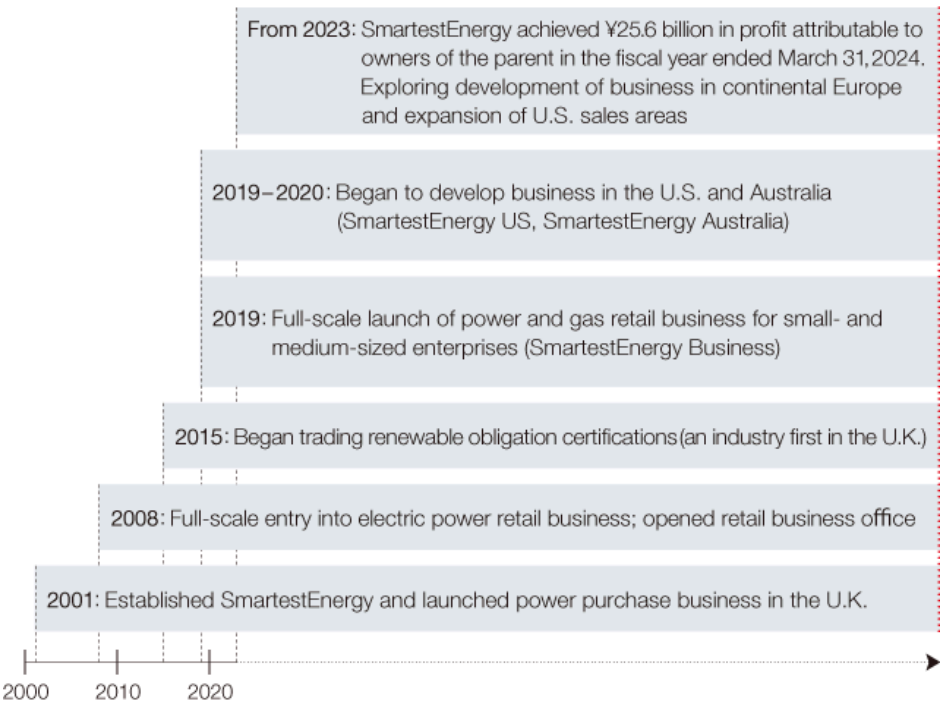 From 2023: SmartestEnergy achieved ¥25.6 billion in profit attributable to
owners of the parent in the fiscal year ended March 31, 2024.
Exploring development of business in continental Europe
and expansion of U.S. sales areas
2019–2020: Began to develop business in the U.S. and Australia
(SmartestEnergy US, SmartestEnergy Australia)
2019: Full-scale launch of power and gas retail business for small- and
medium-sized enterprises (SmartestEnergy Business)
2015: Began trading renewable obligation certifications (an industry first in the U.K.)
2008: Full-scale entry into electric power retail business; opened retail business office
2001: Established SmartestEnergy and launched power purchase business in the U.K.
2000 2010 2020